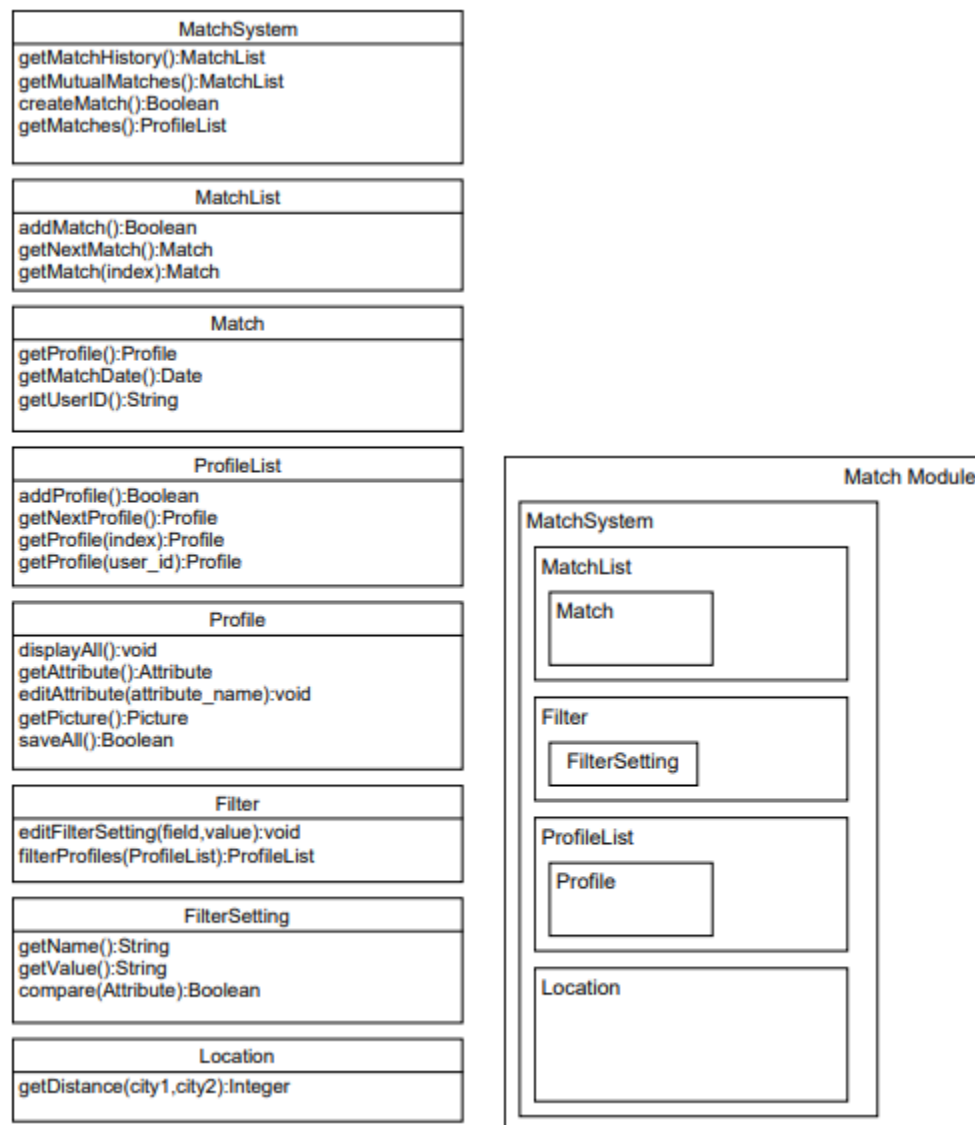 MatchSystem
getMatchHistory():MatchList
getMutualMatches():MatchList
createMatch():Boolean
getMatches():ProfileList
MatchList
addMatch():Boolean
getNextMatch():Match
getMatch(index):Match
Match
getProfile():Profile
getMatchDate():Date
getUserID():String
ProfileList
addProfile():Boolean
getNextProfile():Profile
getProfile(index):Profile
getProfile(user_id):Profile
Profile
displayAll():void
getAttribute():Attribute
editAttribute(attribute_name):void
getPicture():Picture
saveAll():Boolean
Filter
editFilterSetting(field,value):void
filterProfiles(ProfileList):ProfileList
FilterSetting
getName():String
getValue():String
compare(Attribute):Boolean
Location
getDistance(city1,city2):Integer
Match Module
MatchSystem
MatchList
Match
Filter
FilterSetting
ProfileList
Profile
Location